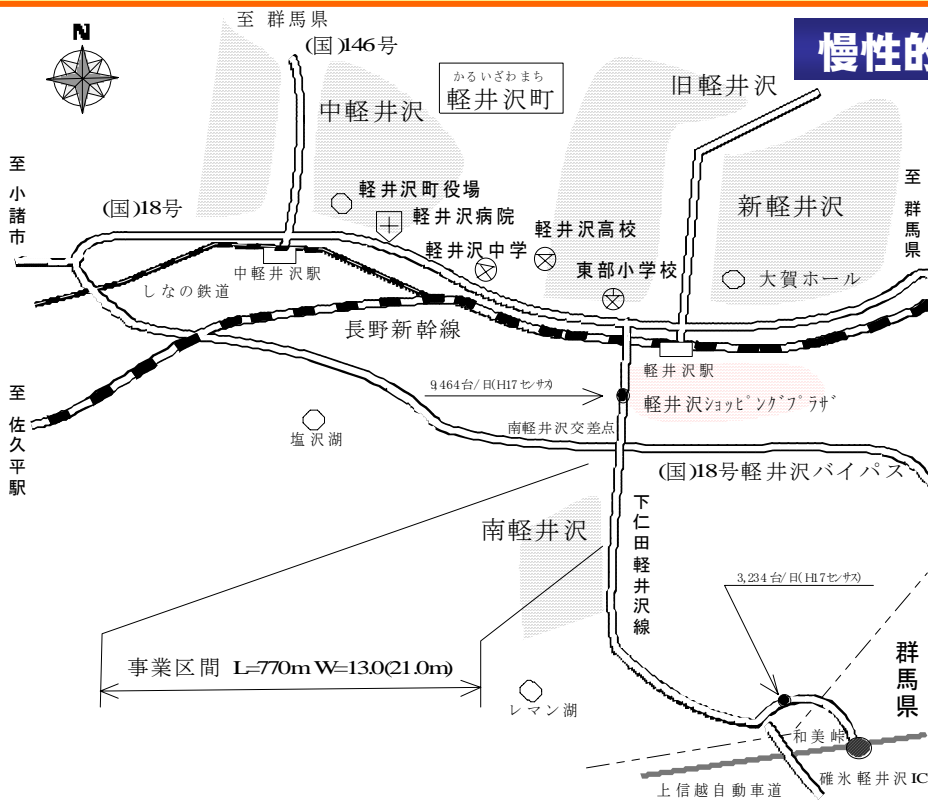 至 群馬県
N
(国)146号
慢性的
かるいざわまち
軽井沢町
旧軽井沢
中軽井沢
至 小諸市
(国)18号
軽井沢町役場
軽井沢病院
軽井沢中学
軽井沢高校
東部小学校
新軽井沢
至 群馬県
大賀ホール
中軽井沢駅
しなの鉄道
長野新幹線
軽井沢駅
9,464台/日(H17センサス)
軽井沢ショッピングプラザ
至 佐久平駅
塩沢湖
南軽井沢交差点
(国)18号軽井沢バイパス
南軽井沢
下仁田軽井沢線
3,234台/日(H17センサス)
事業区間 L=770m W=13.0(21.0m)
レマン湖
群馬県
和美峠
上信越自動車道
碓氷軽井沢IC